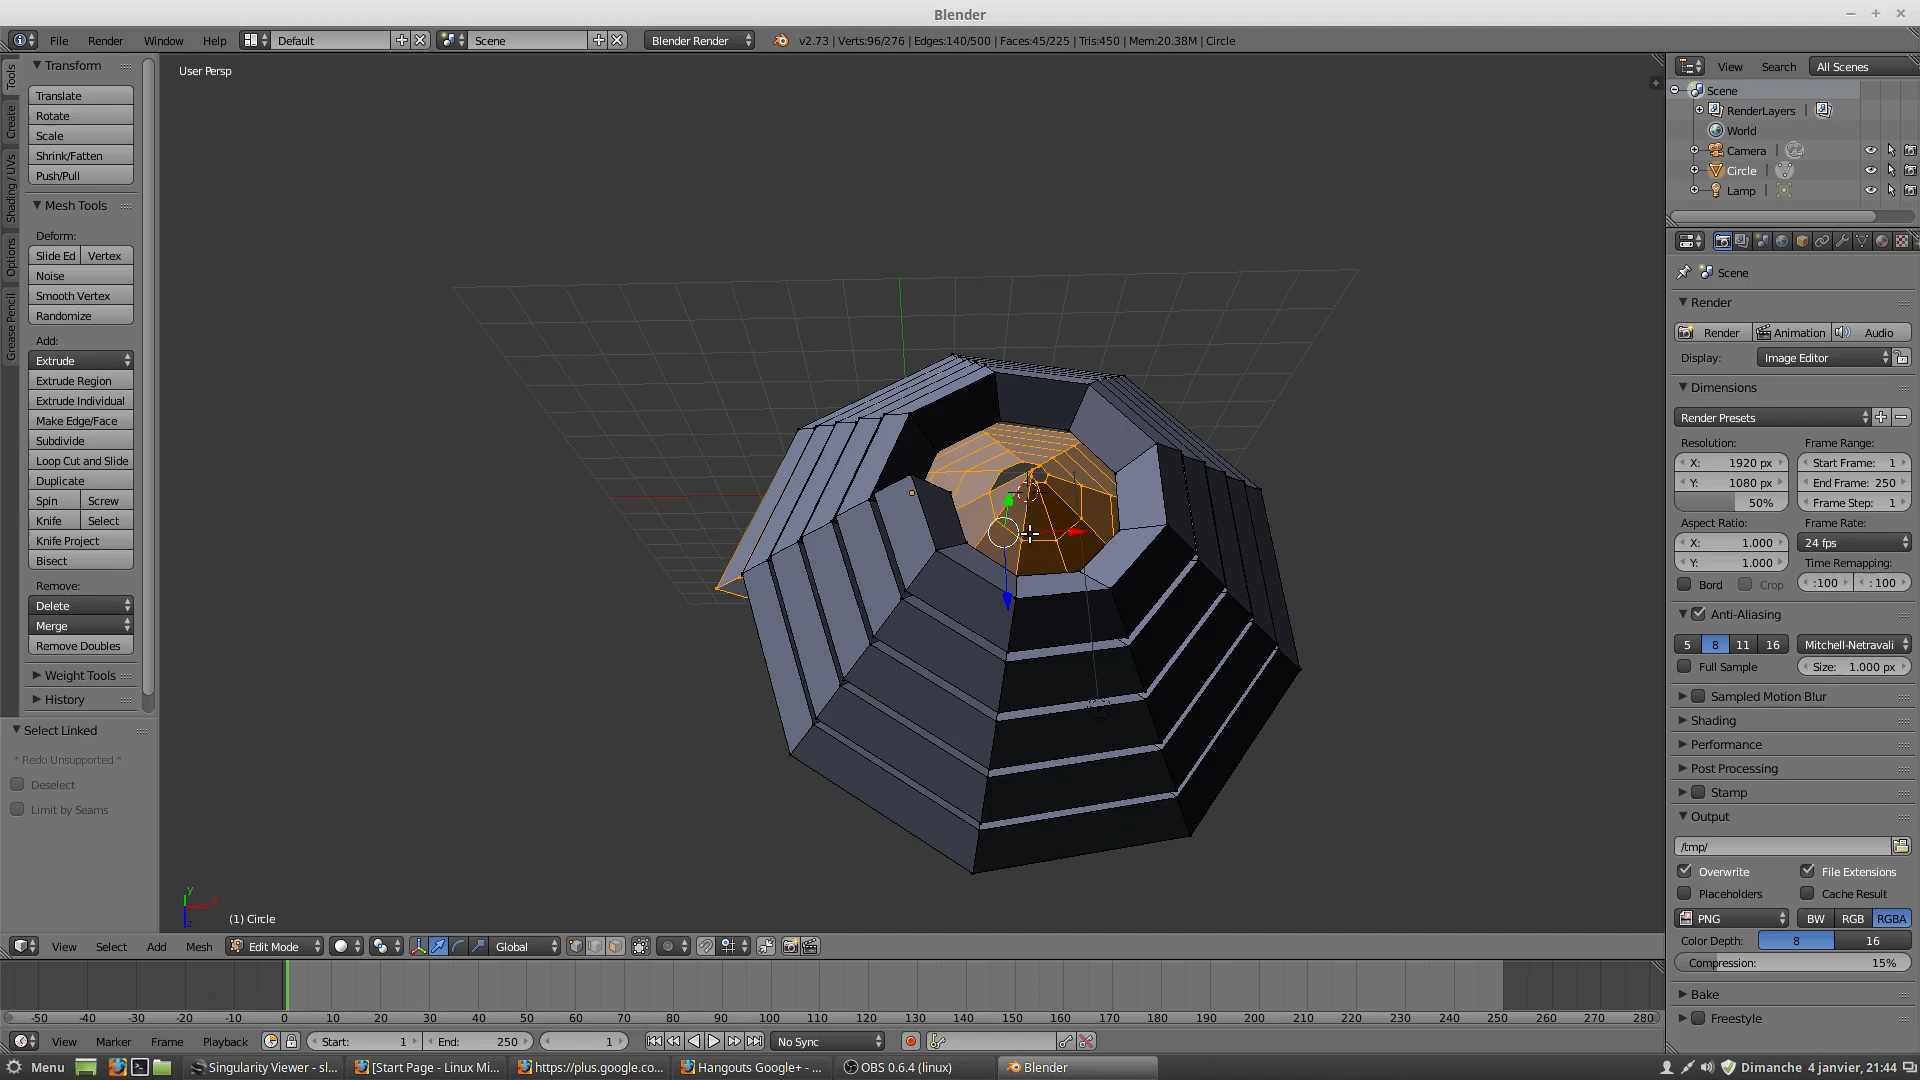 Blender
File Render Window Help Default Scene Blender Render v2.73 | Verts:96/276 | Edges:140/500 | Faces:45/225 | Tris:450 | Mem:20.38M | Circle
Tools
Create
Shading / UVs
Options
Grease Pencil
Transform
Translate
Rotate
Scale
Shrink/Fatten
Push/Pull
Mesh Tools
Deform:
Slide Ed Vertex
Noise
Smooth Vertex
Randomize
Add:
Extrude
Extrude Region
Extrude Individual
Make Edge/Face
Subdivide
Loop Cut and Slide
Duplicate
Spin Screw
Knife Select
Knife Project
Bisect
Remove:
Delete
Merge
Remove Doubles
Weight Tools
History
Select Linked
* Redo Unsupported *
Deselect
Limit by Seams
User Persp
y
x
z
(1) Circle
View Search All Scenes
Scene
RenderLayers |
World
Camera |
Circle |
Lamp |
Scene
Render
Render Animation Audio
Display: Image Editor
Dimensions
Render Presets
Resolution: Frame Range:
X: 1920 px Start Frame: 1
Y: 1080 px End Frame: 250
50% Frame Step: 1
Aspect Ratio: Frame Rate:
X: 1.000 24 fps
Y: 1.000 Time Remapping:
Bord Crop :100 : 100
Anti-Aliasing
5 8 11 16 Mitchell-Netravali
Full Sample Size: 1.000 px
Sampled Motion Blur
Shading
Performance
Post Processing
Stamp
Output
/tmp/
Overwrite File Extensions
Placeholders Cache Result
PNG BW RGB RGBA
Color Depth: 8 16
Compression: 15%
Bake
Freestyle
View Select Add Mesh Edit Mode Global
-50 -40 -30 -20 -10 0 10 20 30 40 50 60 70 80 90 100 110 120 130 140 150 160 170 180 190 200 210 220 230 240 250 260 270 280
View Marker Frame Playback Start: 1 End: 250 1 No Sync
Menu Singularity Viewer - sl... [Start Page - Linux Mi... https://plus.google.co... Hangouts Google+ - ... OBS 0.6.4 (linux) Blender Dimanche 4 janvier, 21:44